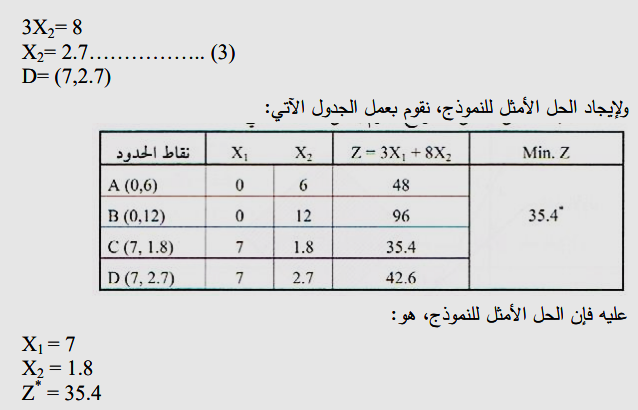 3X₂= 8
X₂= 2.7……………….. (3)
D= (7,2.7)
ولإيجاد الحل الأمثل للنموذج، نقوم بعمل الجدول الآتي:
نقاط الحدود X₁ X₂ Z = 3X₁ + 8X₂ Min. Z
A (0,6) 0 6 48
B (0,12) 0 12 96 35.4*
C (7, 1.8) 7 1.8 35.4
D (7, 2.7) 7 2.7 42.6
عليه فإن الحل الأمثل للنموذج، هو:
X₁ = 7
X₂ = 1.8
Z* = 35.4